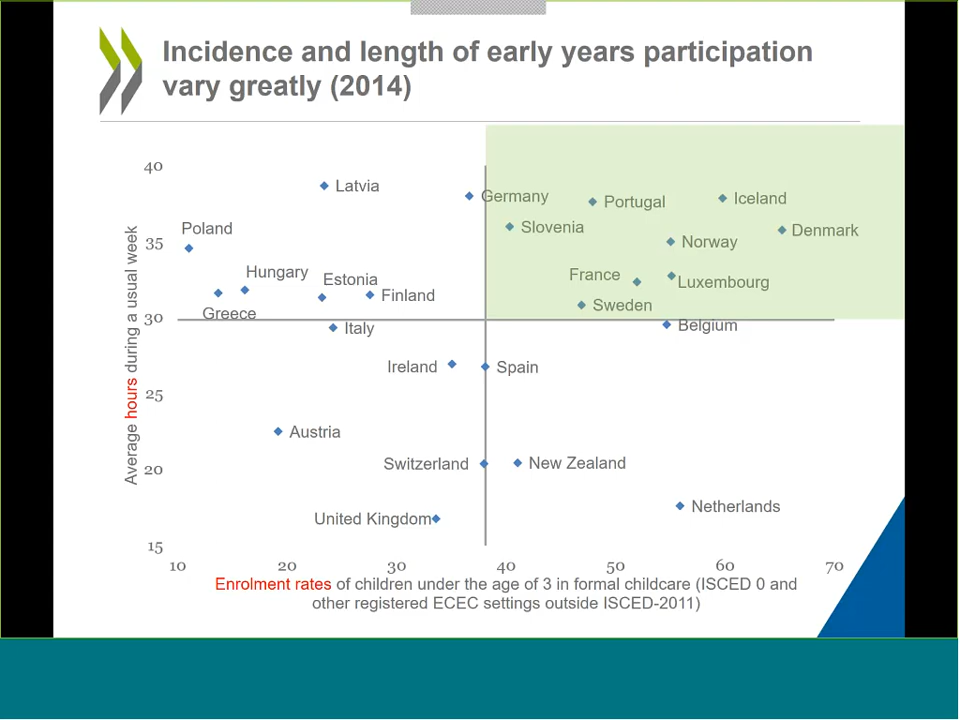 Incidence and length of early years participation
vary greatly (2014)
40
35
30
25
20
15
Average hours during a usual week
Latvia
Germany
Portugal
Iceland
Poland
Slovenia
Denmark
Norway
Hungary
Estonia
France
Luxembourg
Finland
Greece
Sweden
Italy
Belgium
Ireland
Spain
Austria
Switzerland
New Zealand
Netherlands
United Kingdom
10 20 30 40 50 60 70
Enrolment rates of children under the age of 3 in formal childcare (ISCED 0 and
other registered ECEC settings outside ISCED-2011)